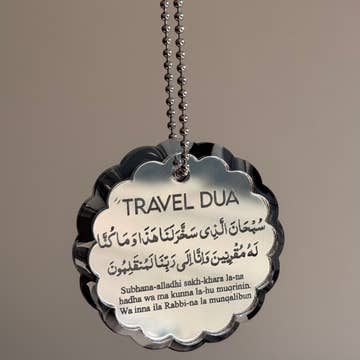 TRAVEL DUA
سُبْحَانَ الَّذِي سَخَّرَ لَنَا هَذَا وَمَا كُنَّا
لَهُ مُقْرِنِينَ وَإِنَّا إِلَى رَبِّنَا لَمُنْقَلِبُونَ
Subhana-alladhi sakh-khara la-na
hadha wa ma kunna la-hu muqrinin.
Wa inna ila Rabbi-na la munqalibun